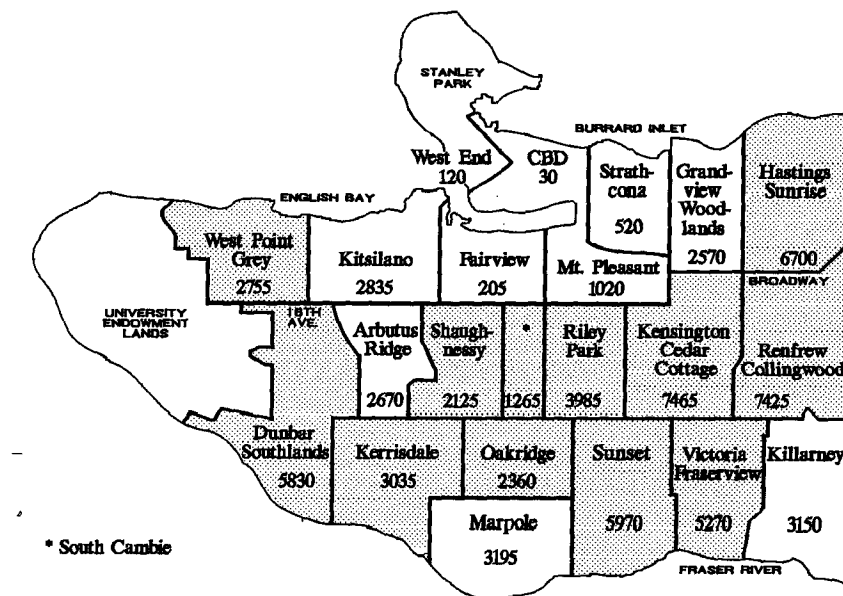 STANLEY
PARK
BURRARD INLET
West End
120
CBD
30
Strath-
cona
520
Grand-
view
Wood-
lands
2570
Hastings
Sunrise
6700
ENGLISH BAY
West Point
Grey
2755
Kitsilano
2835
Fairview
205
Mt. Pleasant
1020
BROADWAY
UNIVERSITY
ENDOWMENT
LANDS
16TH
AVE.
Arbutus
Ridge
2670
Shaugh-
nessy
2125
*
1265
Riley
Park
3985
Kensington
Cedar
Cottage
7465
Renfrew
Collingwood
7425
Dunbar
Southlands
5830
Kerrisdale
3035
Oakridge
2360
Sunset
5970
Victoria
Fraserview
5270
Killarney
3150
Marpole
3195
* South Cambie
FRASER RIVER